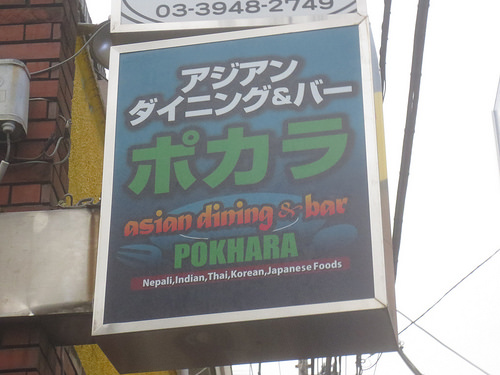 03-3948-2749
アジアン
ダイニング&バー
ポカラ
asian dining & bar
POKHARA
Nepali,Indian,Thai,Korean,Japanese Foods